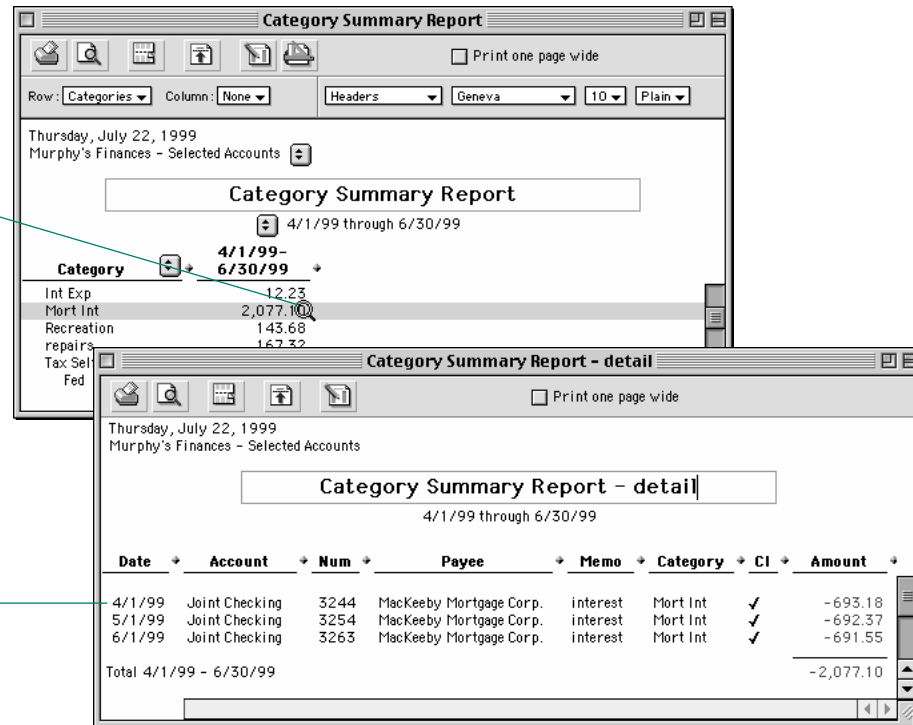 Category Summary Report
Print one page wide
Row: Categories Column: None Headers Geneva 10 Plain
Thursday, July 22, 1999
Murphy's Finances - Selected Accounts
Category Summary Report
4/1/99 through 6/30/99
Category 4/1/99-
6/30/99
Int Exp 12.23
Mort Int 2,077.10
Recreation 143.68
repairs 167.32
Tax
Fed
Category Summary Report - detail
Print one page wide
Thursday, July 22, 1999
Murphy's Finances - Selected Accounts
Category Summary Report - detail
4/1/99 through 6/30/99
Date Account Num Payee Memo Category Cl Amount
4/1/99 Joint Checking 3244 MacKeeby Mortgage Corp. interest Mort Int ✓ -693.18
5/1/99 Joint Checking 3254 MacKeeby Mortgage Corp. interest Mort Int ✓ -692.37
6/1/99 Joint Checking 3263 MacKeeby Mortgage Corp. interest Mort Int ✓ -691.55
Total 4/1/99 - 6/30/99 -2,077.10